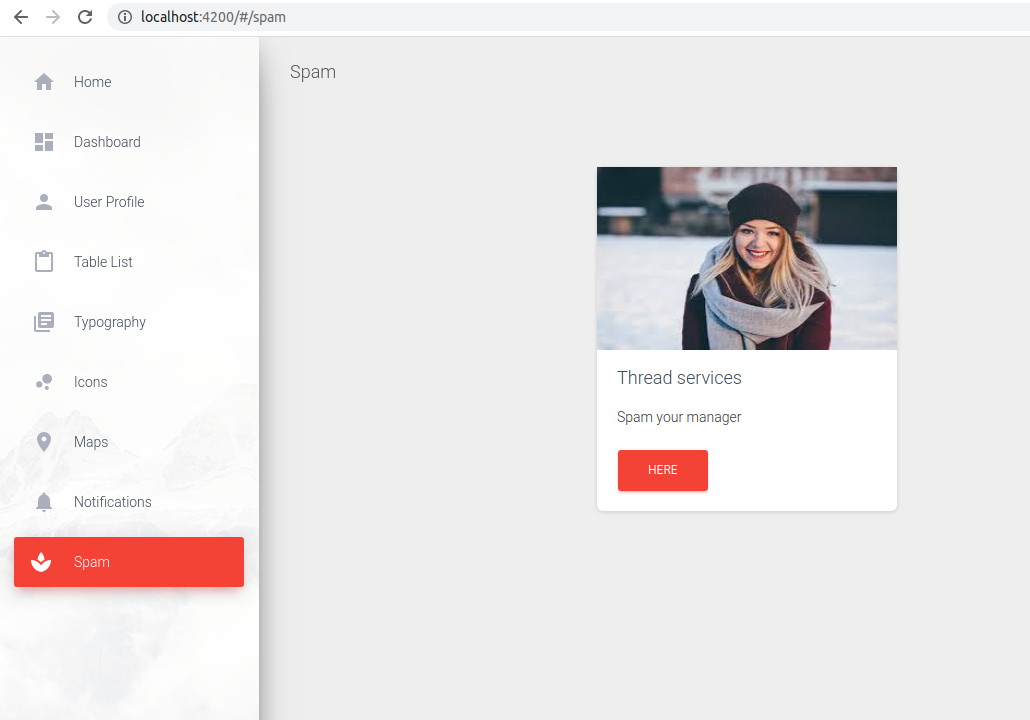 localhost:4200/#/spam
Home
Dashboard
User Profile
Table List
Typography
Icons
Maps
Notifications
Spam
Spam
Thread services
Spam your manager
HERE